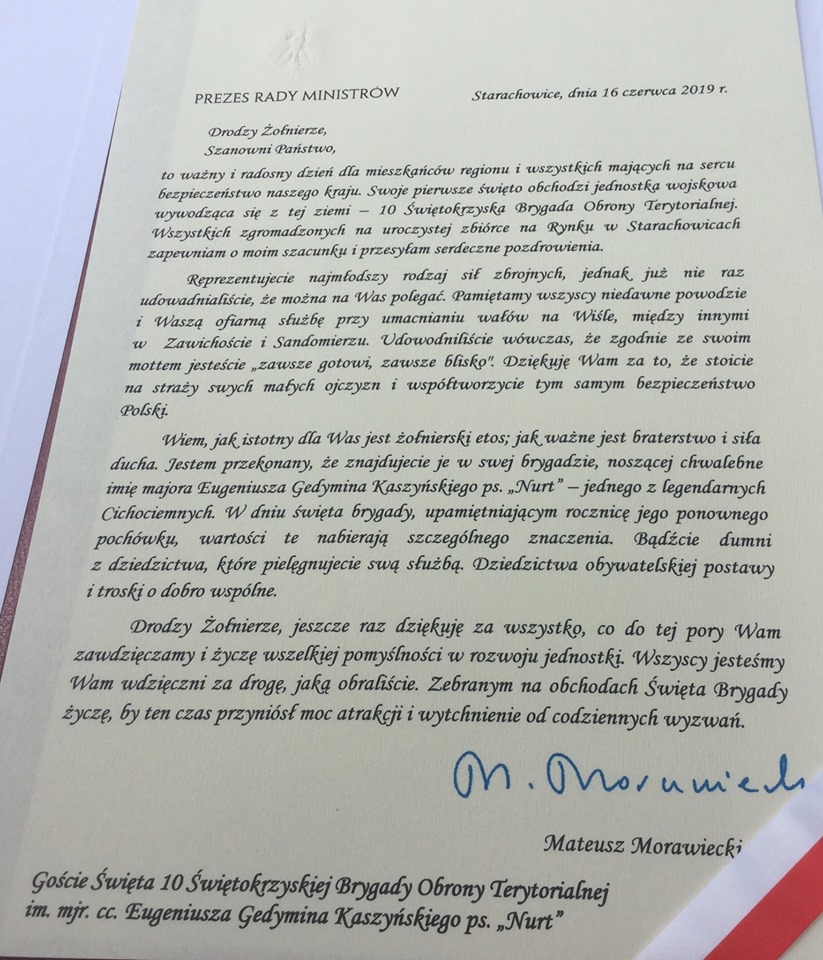 PREZES RADY MINISTRÓW
Starachowice, dnia 16 czerwca 2019 r.
Drodzy Żołnierze,
Szanowni Państwo,
to ważny i radosny dzień dla mieszkańców regionu i wszystkich mających na sercu
bezpieczeństwo naszego kraju. Swoje pierwsze święto obchodzi jednostka wojskowa
wywodząca się z tej ziemi – 10 Świętokrzyska Brygada Obrony Terytorialnej.
Wszystkich zgromadzonych na uroczystej zbiórce na Rynku w Starachowicach
zapewniam o moim szacunku i przesyłam serdeczne pozdrowienia.
Reprezentujecie najmłodszy rodzaj sił zbrojnych, jednak już nie raz
udowadnialiście, że można na Was polegać. Pamiętamy wszyscy niedawne powodzie
i Waszą ofiarną służbę przy umacnianiu wałów na Wiśle, między innymi
w Zawichoście i Sandomierzu. Udowodniliście wówczas, że zgodnie ze swoim
mottem jesteście „zawsze gotowi, zawsze blisko". Dziękuję Wam za to, że stoicie
na straży swych małych ojczyzn i współtworzycie tym samym bezpieczeństwo
Polski.
Wiem, jak istotny dla Was jest żołnierski etos; jak ważne jest braterstwo i siła
ducha. Jestem przekonany, że znajdujecie je w swej brygadzie, noszącej chwalebne
imię majora Eugeniusza Gedymina Kaszyńskiego ps. „Nurt” – jednego z legendarnych
Cichociemnych. W dniu święta brygady, upamiętniającym rocznicę jego ponownego
pochówku, wartości te nabierają szczególnego znaczenia. Bądźcie dumni
z dziedzictwa, które pielęgnujecie swą służbą. Dziedzictwa obywatelskiej postawy
i troski o dobro wspólne.
Drodzy Żołnierze, jeszcze raz dziękuję za wszystko, co do tej pory Wam
zawdzięczamy i życzę wszelkiej pomyślności w rozwoju jednostki. Wszyscy jesteśmy
Wam wdzięczni za drogę, jaką obraliście. Zebranym na obchodach Święta Brygady
życzę, by ten czas przyniósł moc atrakcji i wytchnienie od codziennych wyzwań.
M. Morawiecki
Mateusz Morawiecki
Goście Święta 10 Świętokrzyskiej Brygady Obrony Terytorialnej
im. mjr. cc. Eugeniusza Gedymina Kaszyńskiego ps. „Nurt”